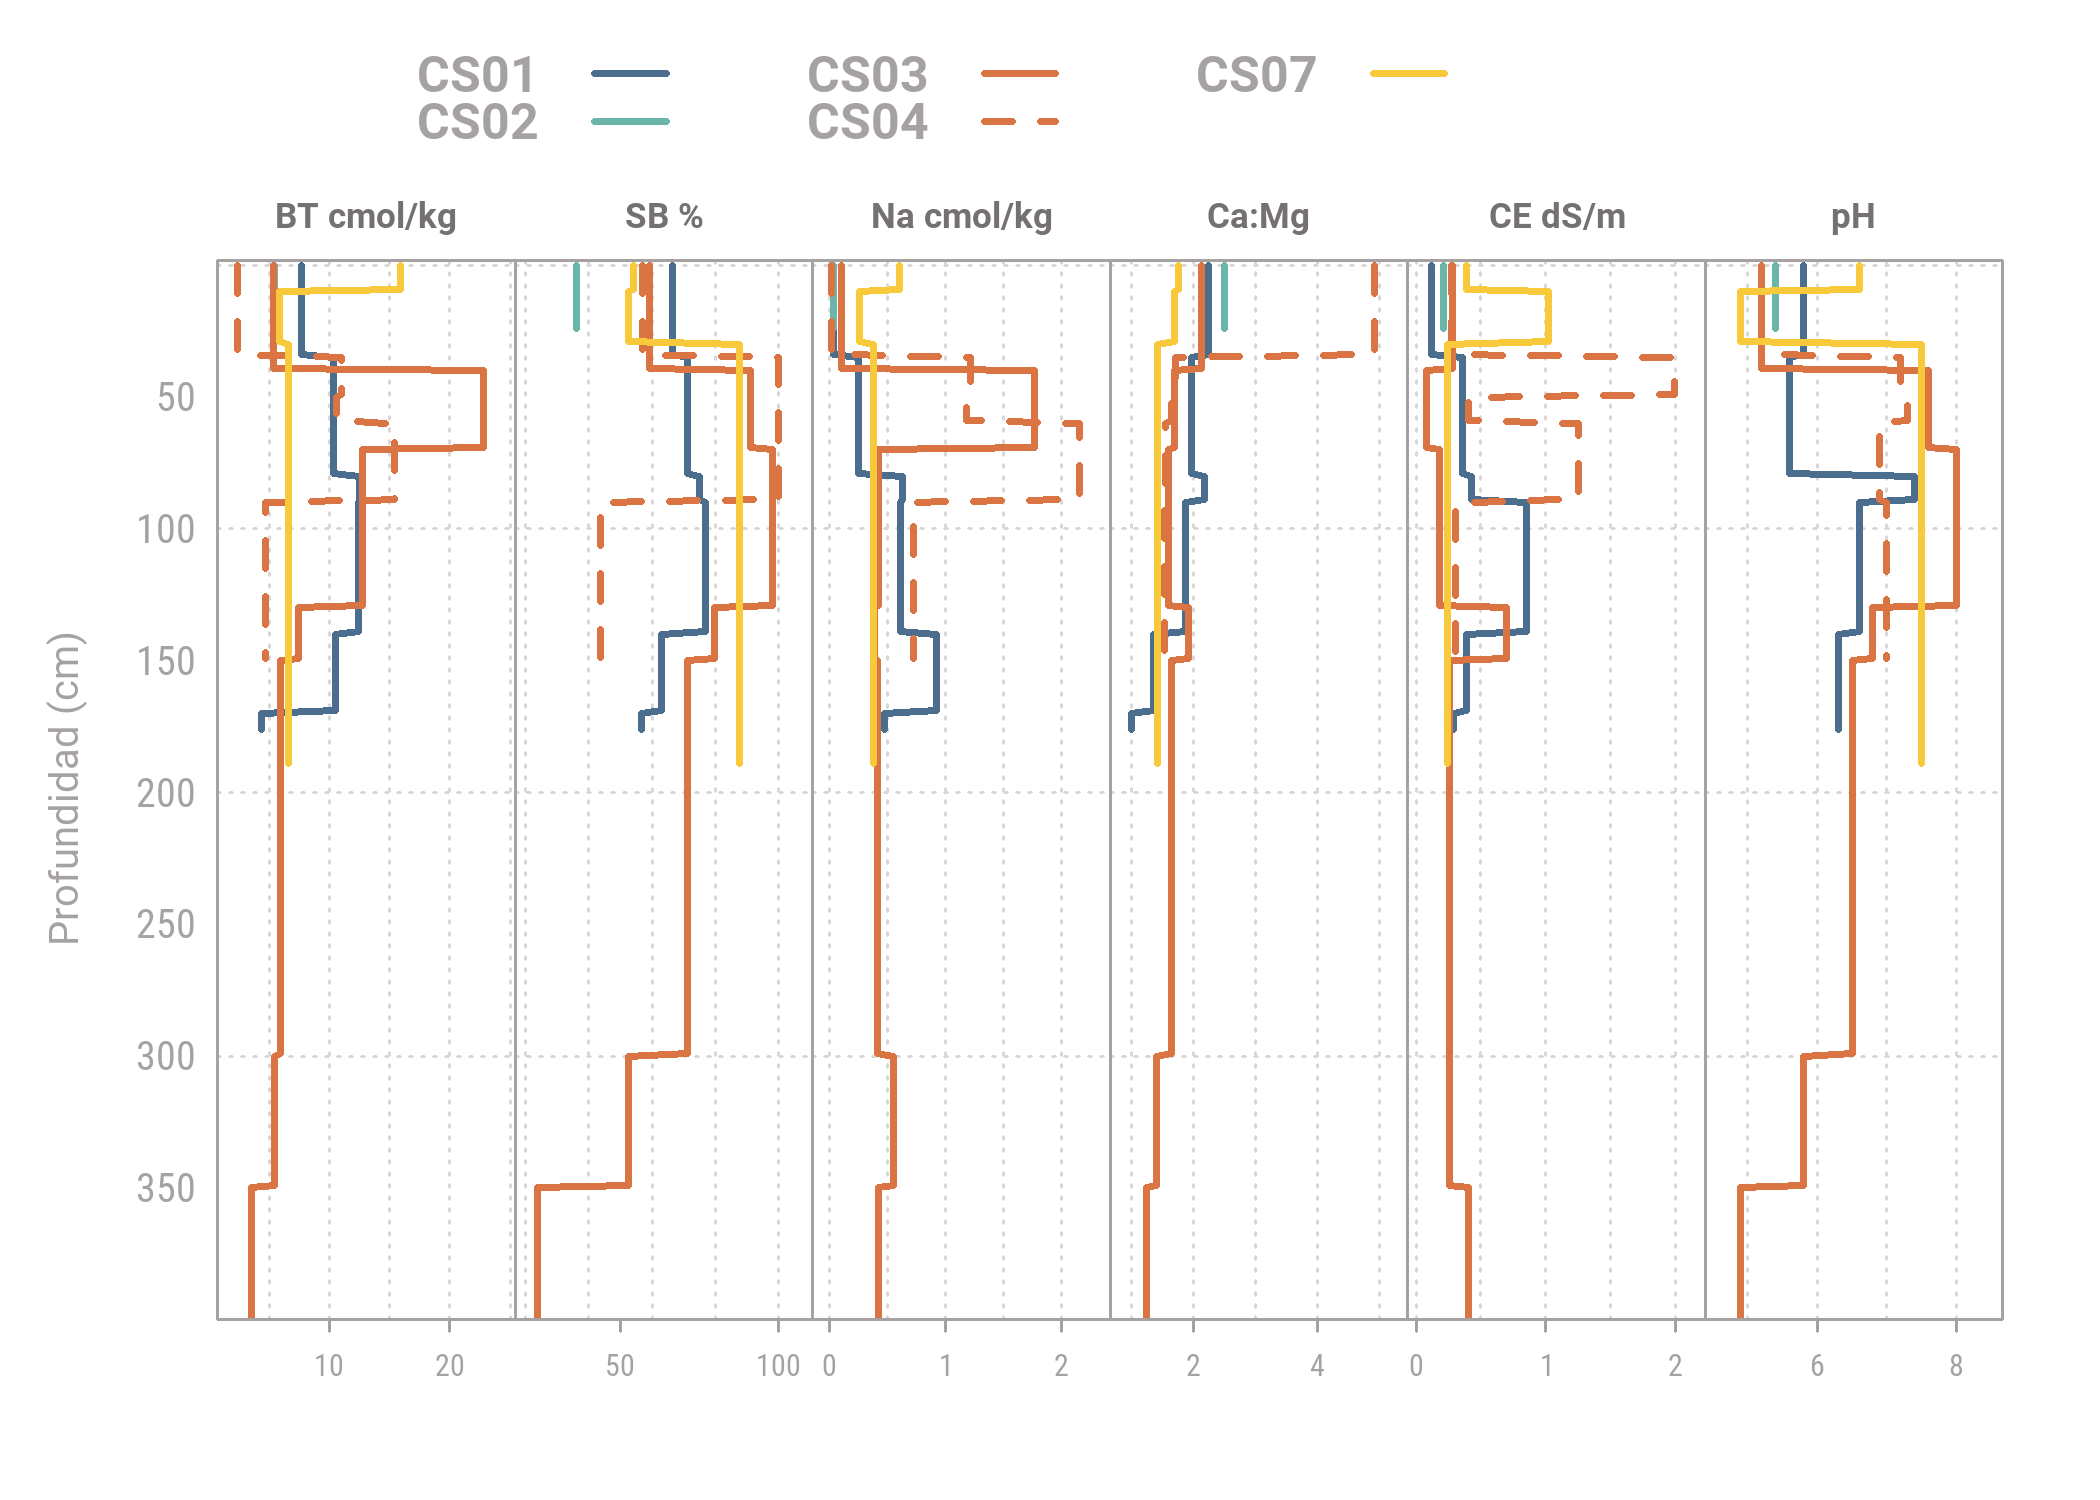 CS01 CS03 CS07
CS02 CS04
BT cmol/kg SB % Na cmol/kg Ca:Mg CE dS/m pH
Profundidad (cm)
50
100
150
200
250
300
350
10 20 50 100 0 1 2 2 4 0 1 2 6 8